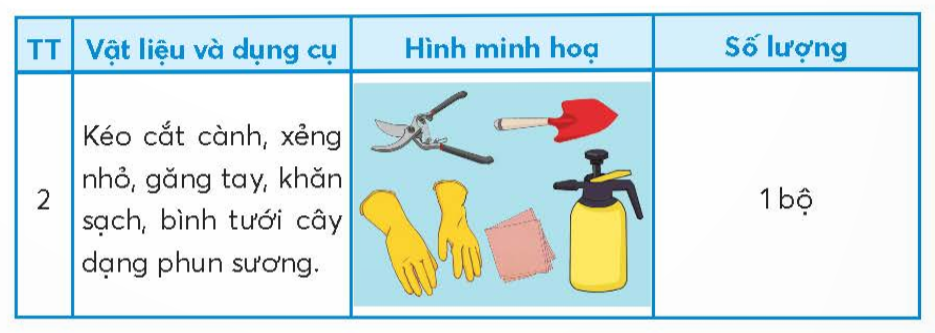 TT Vật liệu và dụng cụ Hình minh hoạ Số lượng
2
Kéo cắt cành, xẻng
nhỏ, găng tay, khăn
sạch, bình tưới cây
dạng phun sương.
1 bộ